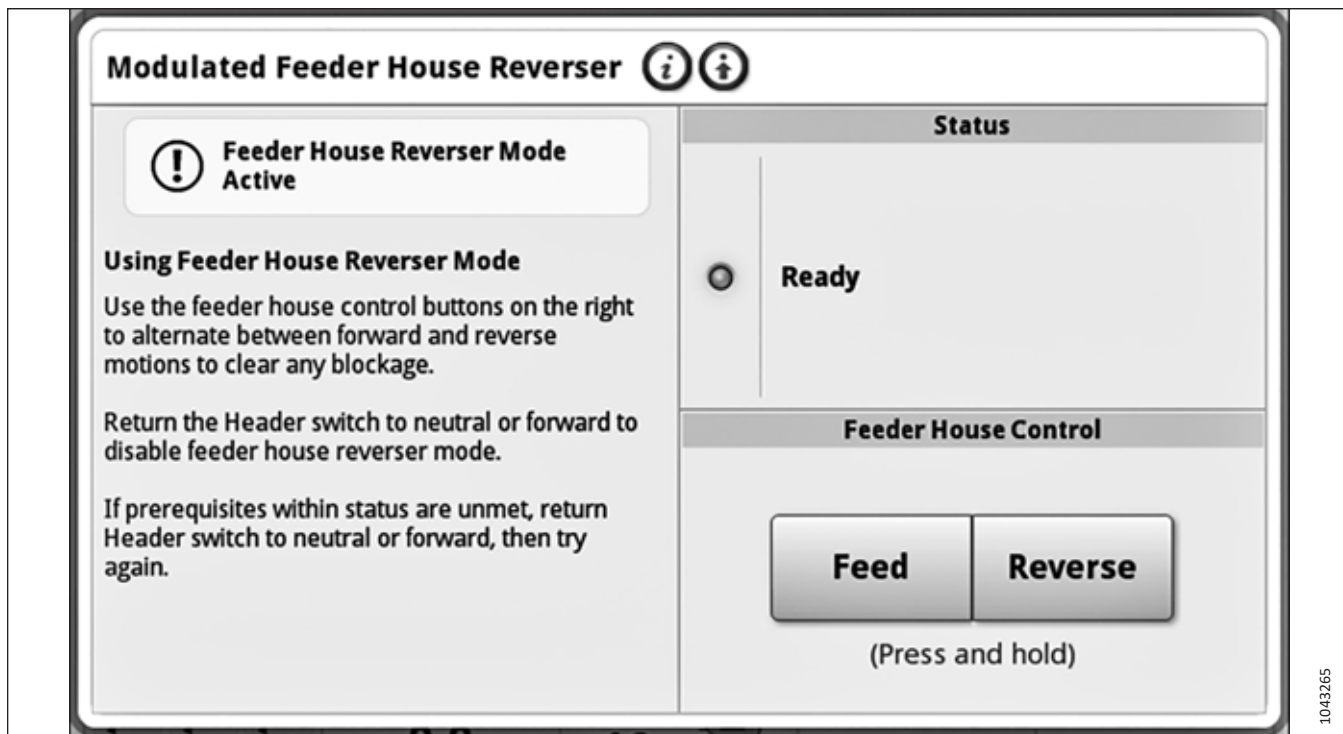 Modulated Feeder House Reverser
Feeder House Reverser Mode
Active
Using Feeder House Reverser Mode
Use the feeder house control buttons on the right
to alternate between forward and reverse
motions to clear any blockage.
Return the Header switch to neutral or forward to
disable feeder house reverser mode.
If prerequisites within status are unmet, return
Header switch to neutral or forward, then try
again.
Status
Ready
Feeder House Control
Feed
Reverse
(Press and hold)
1043265